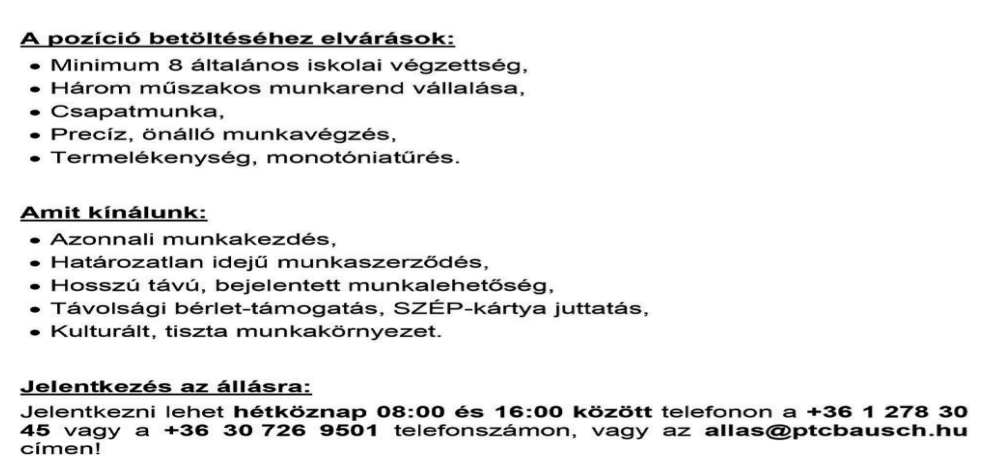 A pozíció betöltéséhez elvárások:
• Minimum 8 általános iskolai végzettség,
• Három műszakos munkarend vállalása,
• Csapatmunka,
• Precíz, önálló munkavégzés,
• Termelékenység, monotóniatűrés.
Amit kínálunk:
• Azonnali munkakezdés,
• Határozatlan idejű munkaszerződés,
• Hosszú távú, bejelentett munkalehetőség,
• Távolsági bérlet-támogatás, SZÉP-kártya juttatás,
• Kulturált, tiszta munkakörnyezet.
Jelentkezés az állásra:
Jelentkezni lehet hétköznap 08:00 és 16:00 között telefonon a +36 1 278 30
45 vagy a +36 30 726 9501 telefonszámon, vagy az allas@ptcbausch.hu
címen!